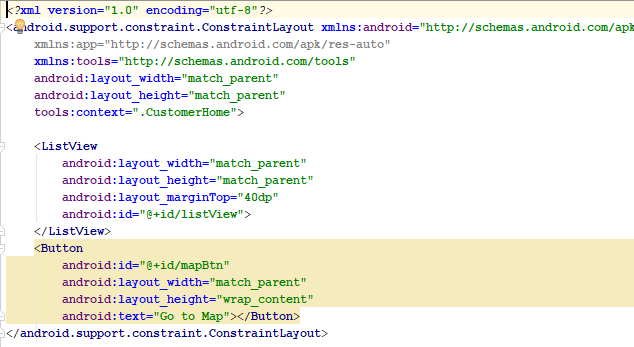 <?xml version="1.0" encoding="utf-8"?>
<android.support.constraint.ConstraintLayout xmlns:android="http://schemas.android.com/apk
    xmlns:app="http://schemas.android.com/apk/res-auto"
    xmlns:tools="http://schemas.android.com/tools"
    android:layout_width="match_parent"
    android:layout_height="match_parent"
    tools:context=".CustomerHome">

    <ListView
        android:layout_width="match_parent"
        android:layout_height="match_parent"
        android:layout_marginTop="40dp"
        android:id="@+id/listView">
    </ListView>
    <Button
        android:id="@+id/mapBtn"
        android:layout_width="match_parent"
        android:layout_height="wrap_content"
        android:text="Go to Map"></Button>
</android.support.constraint.ConstraintLayout>